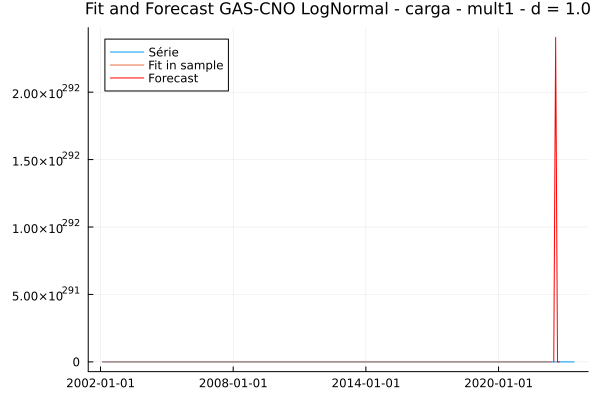 Fit and Forecast GAS-CNO LogNormal - carga - mult1 - d = 1.0
Série
Fit in sample
Forecast
2.00×10^292
1.50×10^292
1.00×10^292
5.00×10^291
0
2002-01-01 2008-01-01 2014-01-01 2020-01-01